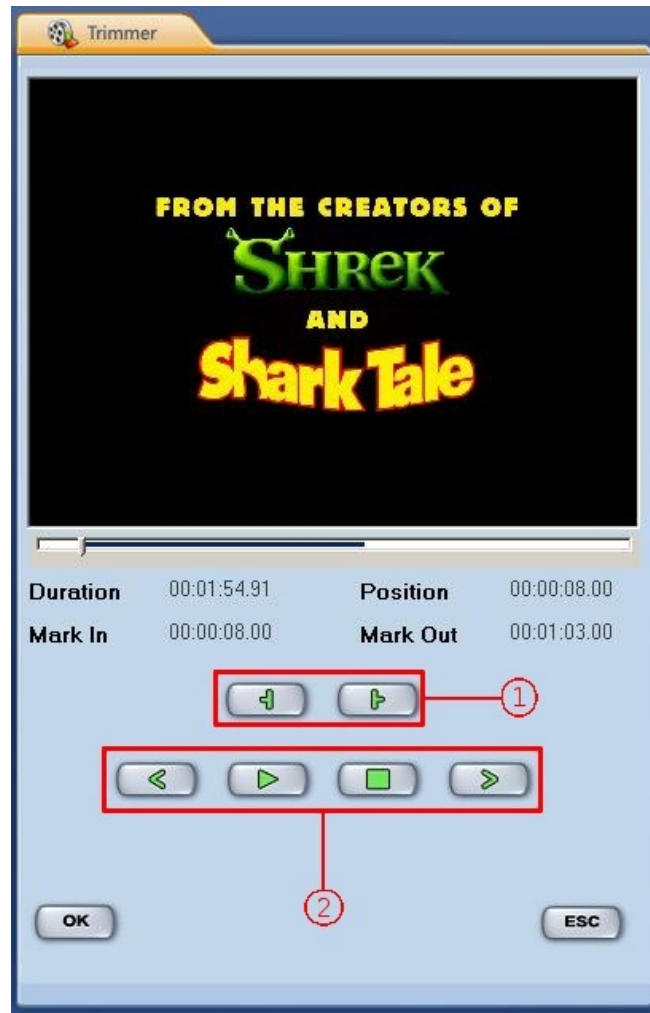 Trimmer
FROM THE CREATORS OF
SHREK
AND
Shark Tale
Duration 00:01:54.91 Position 00:00:08.00
Mark In 00:00:08.00 Mark Out 00:01:03.00
1
2
OK ESC